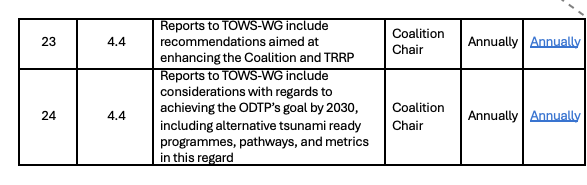 23
4.4
Reports to TOWS-WG include
recommendations aimed at
enhancing the Coalition and TRRP
Coalition
Chair
Annually
Annually
24
4.4
Reports to TOWS-WG include
considerations with regards to
achieving the ODTP's goal by 2030,
including alternative tsunami ready
programmes, pathways, and metrics
in this regard
Coalition
Chair
Annually
Annually